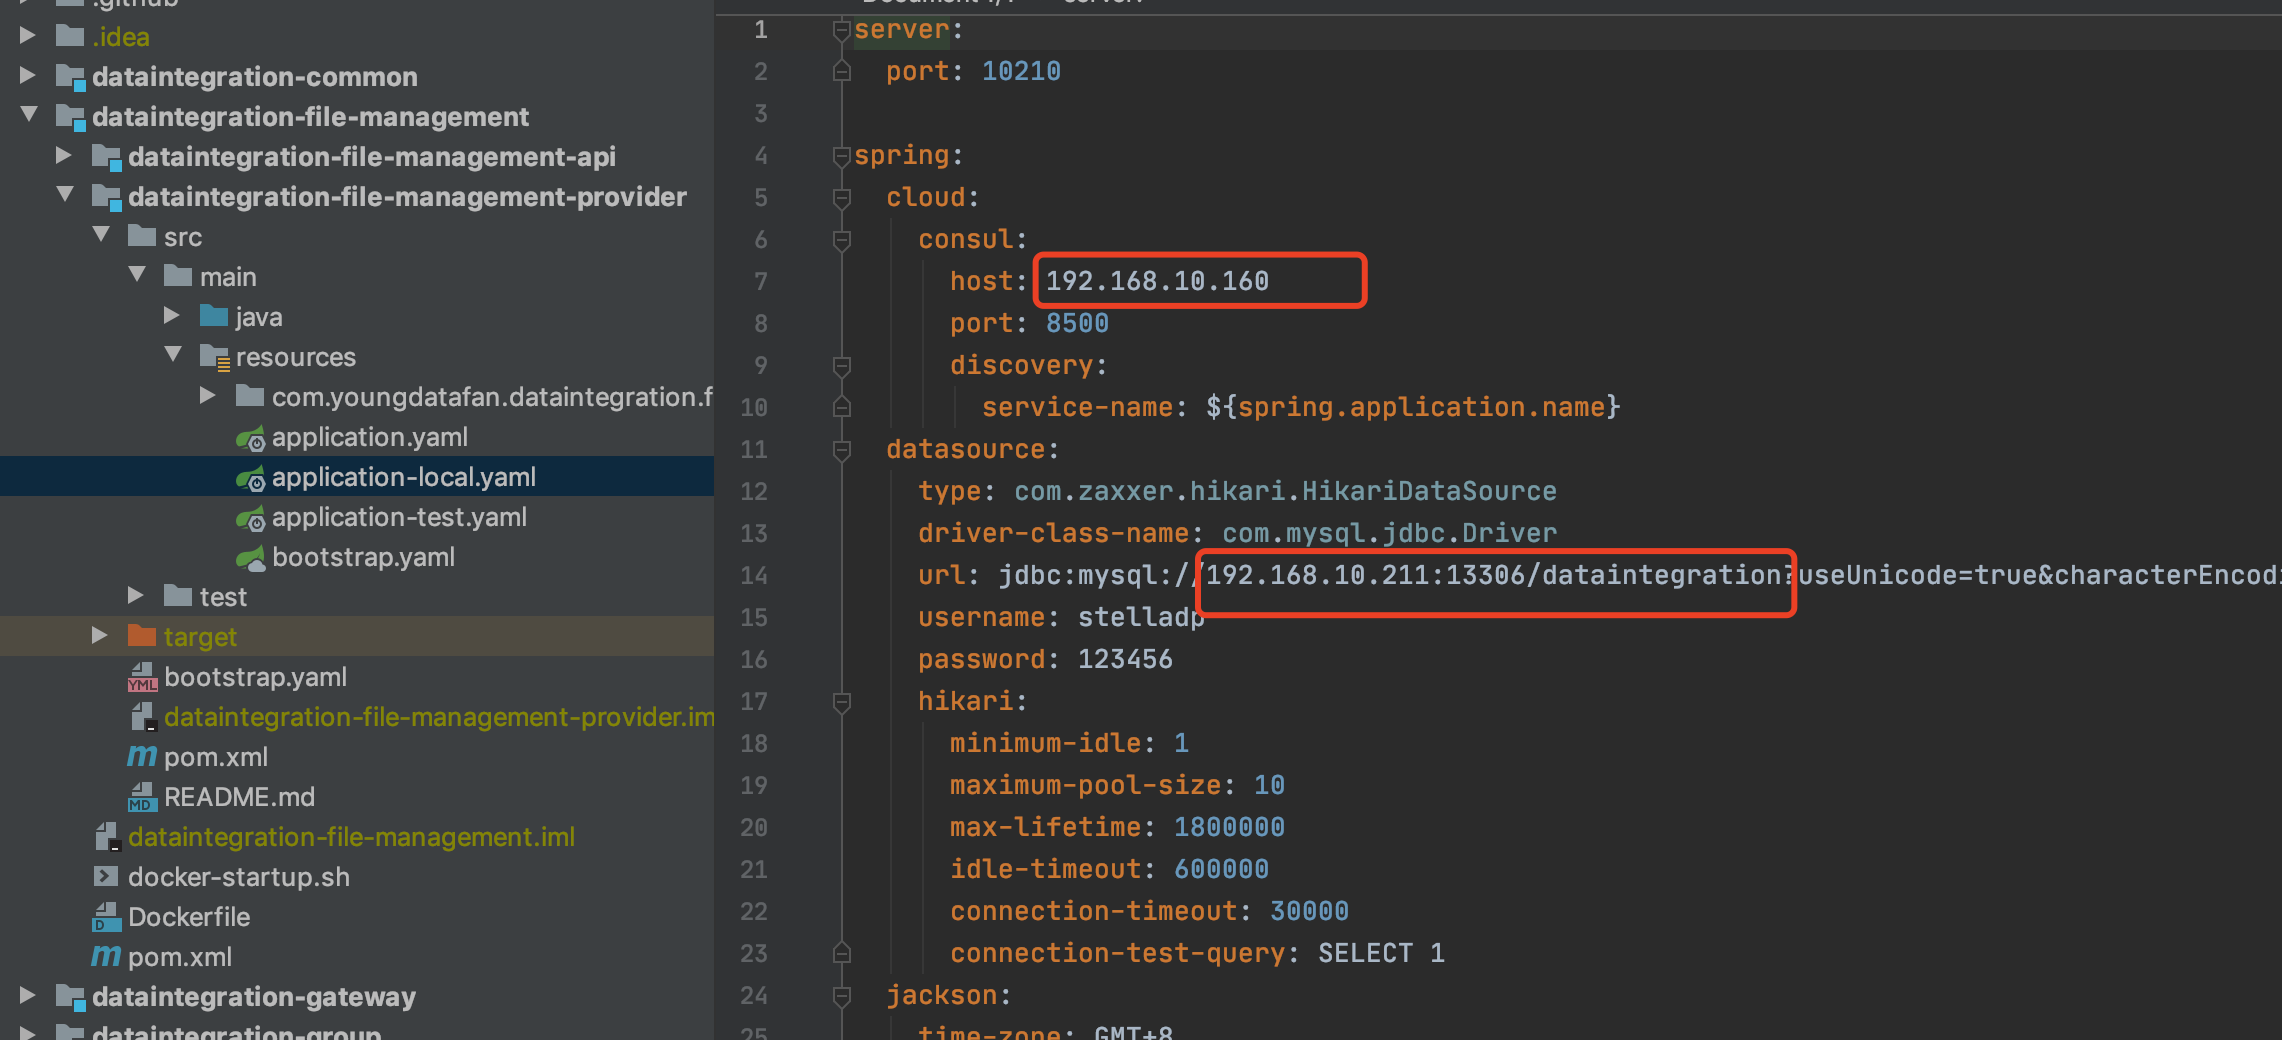 .github
.idea
dataintegration-common
dataintegration-file-management
dataintegration-file-management-api
dataintegration-file-management-provider
src
main
java
resources
com.youngdatafan.dataintegration.f
application.yaml
application-local.yaml
application-test.yaml
bootstrap.yaml
test
target
bootstrap.yaml
dataintegration-file-management-provider.im
pom.xml
README.md
dataintegration-file-management.iml
docker-startup.sh
Dockerfile
pom.xml
dataintegration-gateway
dataintegration-group
1 server:
2 port: 10210
3
4 spring:
5 cloud:
6 consul:
7 host: 192.168.10.160
8 port: 8500
9 discovery:
10 service-name: ${spring.application.name}
11 datasource:
12 type: com.zaxxer.hikari.HikariDataSource
13 driver-class-name: com.mysql.jdbc.Driver
14 url: jdbc:mysql://192.168.10.211:13306/dataintegration?useUnicode=true&characterEncodi
15 username: stelladp
16 password: 123456
17 hikari:
18 minimum-idle: 1
19 maximum-pool-size: 10
20 max-lifetime: 1800000
21 idle-timeout: 600000
22 connection-timeout: 30000
23 connection-test-query: SELECT 1
24 jackson:
25 time-zone: GMT+8